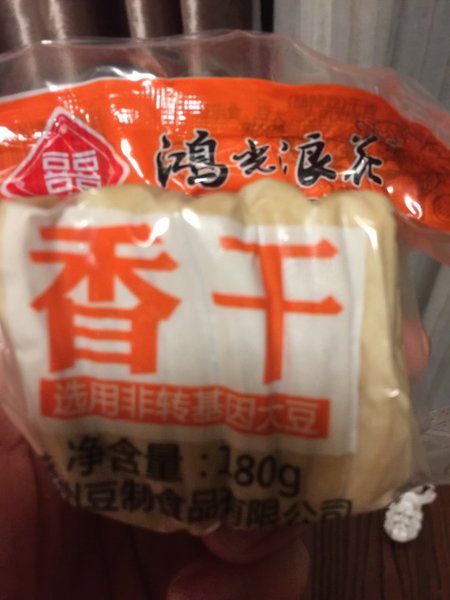 鸿光浪花
香干
选用非转基因大豆
净含量:180g
州豆制食品有限公司